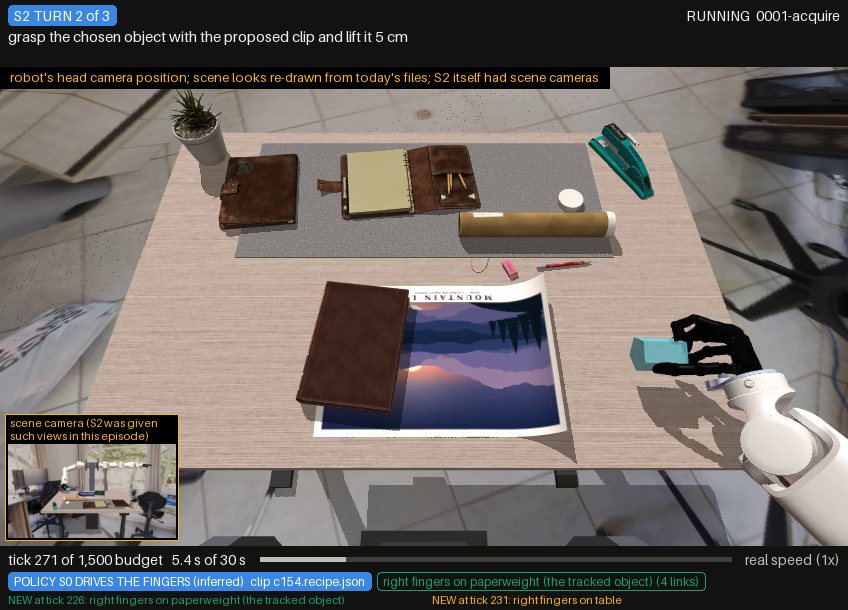 S2 TURN 2 of 3
RUNNING 0001-acquire
grasp the chosen object with the proposed clip and lift it 5 cm
robot's head camera position; scene looks re-drawn from today's files; S2 itself had scene cameras
MOUNTAIN
scene camera (S2 was given
such views in this episode)
tick 271 of 1,500 budget 5.4 s of 30 s
real speed (1x)
POLICY S0 DRIVES THE FINGERS (inferred) clip c154.recipe.json
right fingers on paperweight (the tracked object) (4 links)
NEW at tick 226: right fingers on paperweight (the tracked object)
NEW at tick 231: right fingers on table